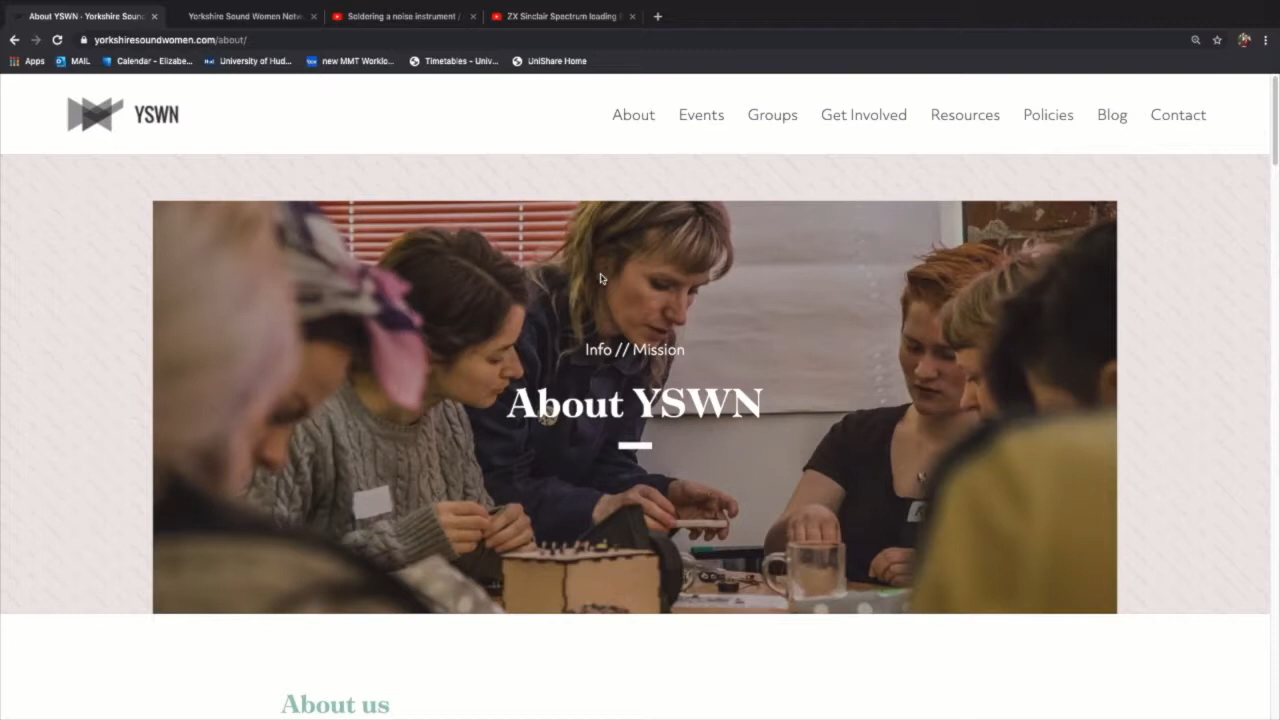 About YSWN - Yorkshire Soun
Yorkshire Sound Women Netw
Soldering a noise instrument /
ZX Sinclair Spectrum loading
yorkshiresoundwomen.com/about/
Apps
MAIL
Calendar - Elizabe...
University of Hud...
new MMT Worklo...
Timetables - Univ...
UniShare Home
YSWN
About
Events
Groups
Get Involved
Resources
Policies
Blog
Contact
Info // Mission
About YSWN
About us